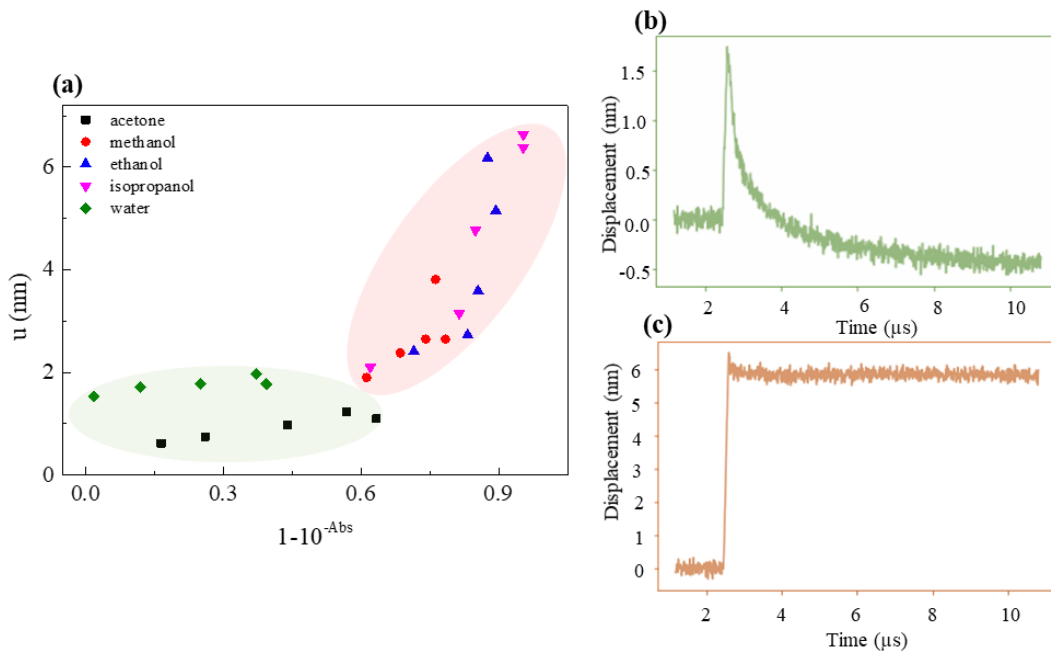 (a)
acetone
methanol
ethanol
isopropanol
water
6
4
2
0
u (nm)
0.0 0.3 0.6 0.9
1-10^-Abs
(b)
1.5
1.0
0.5
0.0
-0.5
Displacement (nm)
2 4 6 8 10
Time (µs)
(c)
6
5
4
3
2
1
0
Displacement (nm)
2 4 6 8 10
Time (µs)